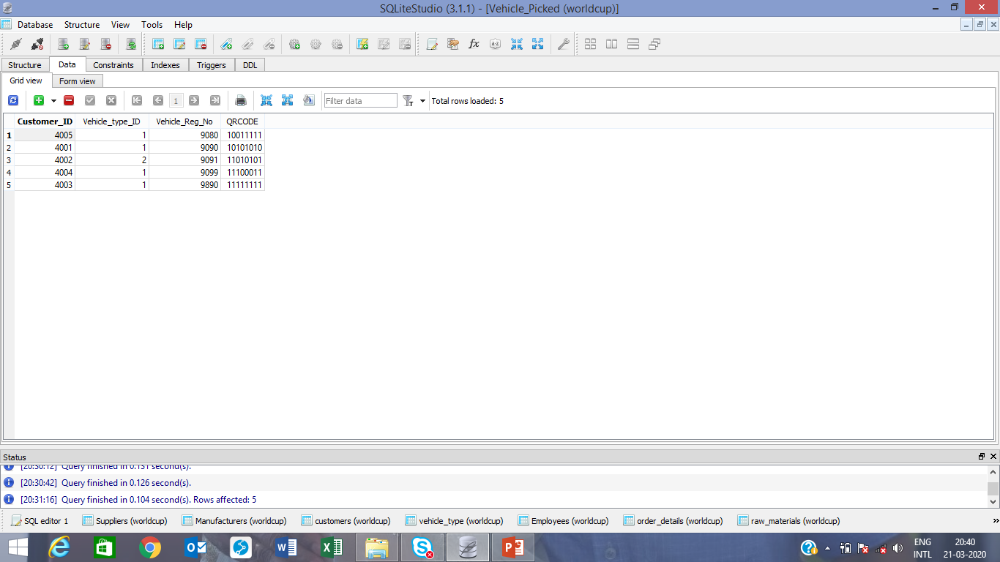 SQLiteStudio (3.1.1) - [Vehicle_Picked (worldcup)]
Database Structure View Tools Help
Structure Data Constraints Indexes Triggers DDL
Grid view Form view
1 Filter data T Total rows loaded: 5
Customer_ID Vehicle_type_ID Vehicle_Reg_No QRCODE
1 4005 1 9080 10011111
2 4001 1 9090 10101010
3 4002 2 9091 11010101
4 4004 1 9099 11100011
5 4003 1 9890 11111111
Status
[20:30:12] Query finished in 0.131 second(s).
[20:30:42] Query finished in 0.126 second(s).
[20:31:16] Query finished in 0.104 second(s). Rows affected: 5
SQL editor 1 Suppliers (worldcup) Manufacturers (worldcup) customers (worldcup) vehicle_type (worldcup) Employees (worldcup) order_details (worldcup) raw_materials (worldcup) »
ENG 20:40
INTL 21-03-2020